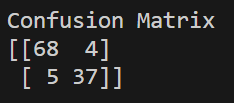 Confusion Matrix
[[68  4]
 [ 5 37]]